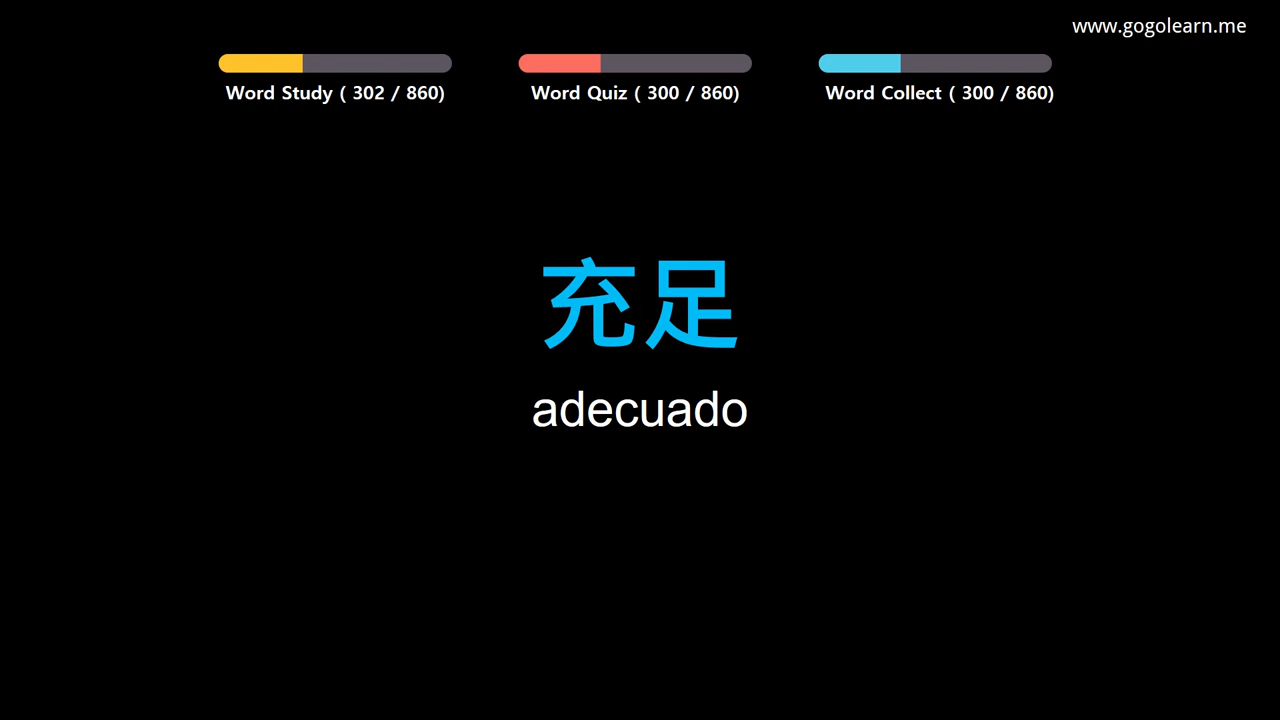 www.gogolearn.me
Word Study ( 302 / 860)
Word Quiz ( 300 / 860)
Word Collect ( 300 / 860)
充足
adecuado